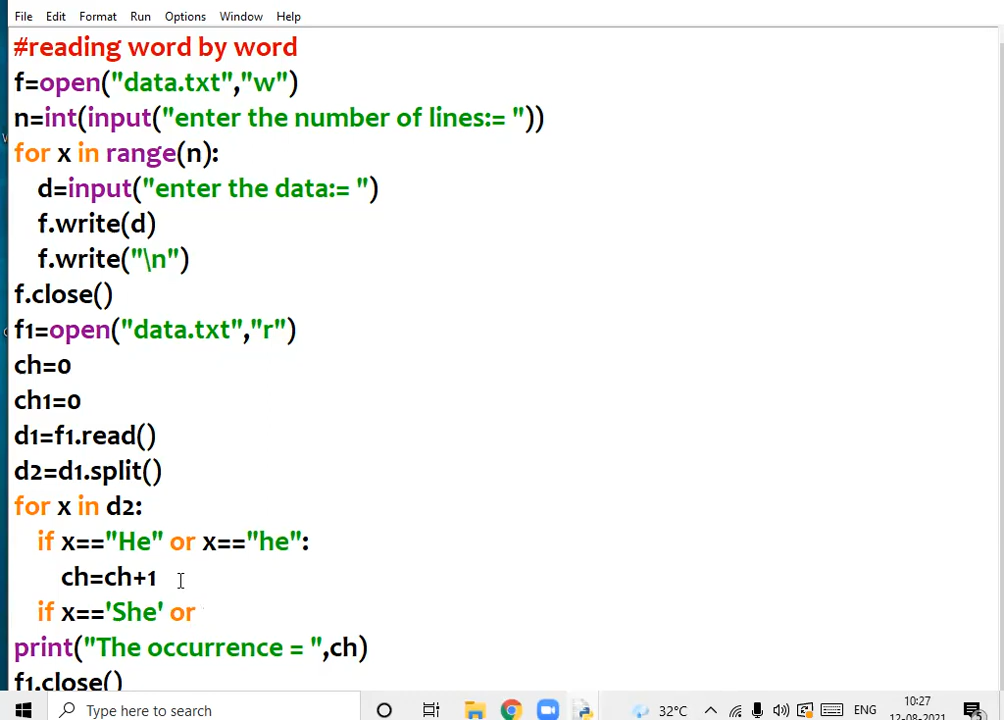 File Edit Format Run Options Window Help
#reading word by word
f=open("data.txt","w")
n=int(input("enter the number of lines:= "))
for x in range(n):
    d=input("enter the data:= ")
    f.write(d)
    f.write("\n")
f.close()
f1=open("data.txt","r")
ch=0
ch1=0
d1=f1.read()
d2=d1.split()
for x in d2:
    if x=="He" or x=="he":
        ch=ch+1
    if x=='She' or
print("The occurrence = ",ch)
f1.close()
Type here to search
32°C
ENG
10:27
12-08-2021